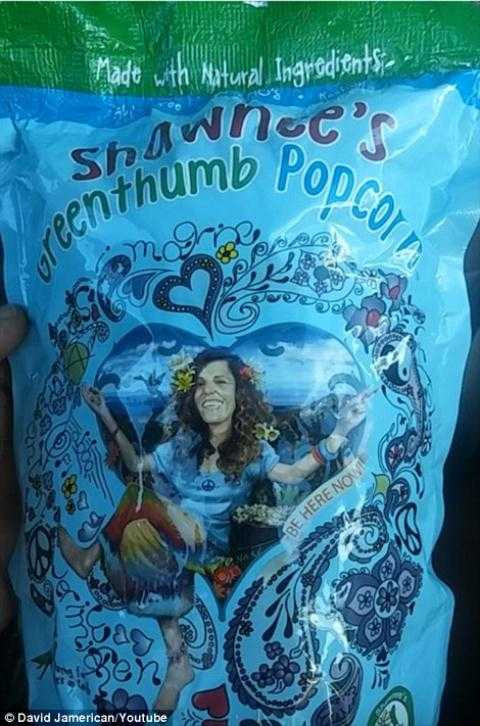 Made with Natural Ingredients
Shawnee's
Greenthumb Popcorn
BE HERE NOW!
© David Jamerican/Youtube